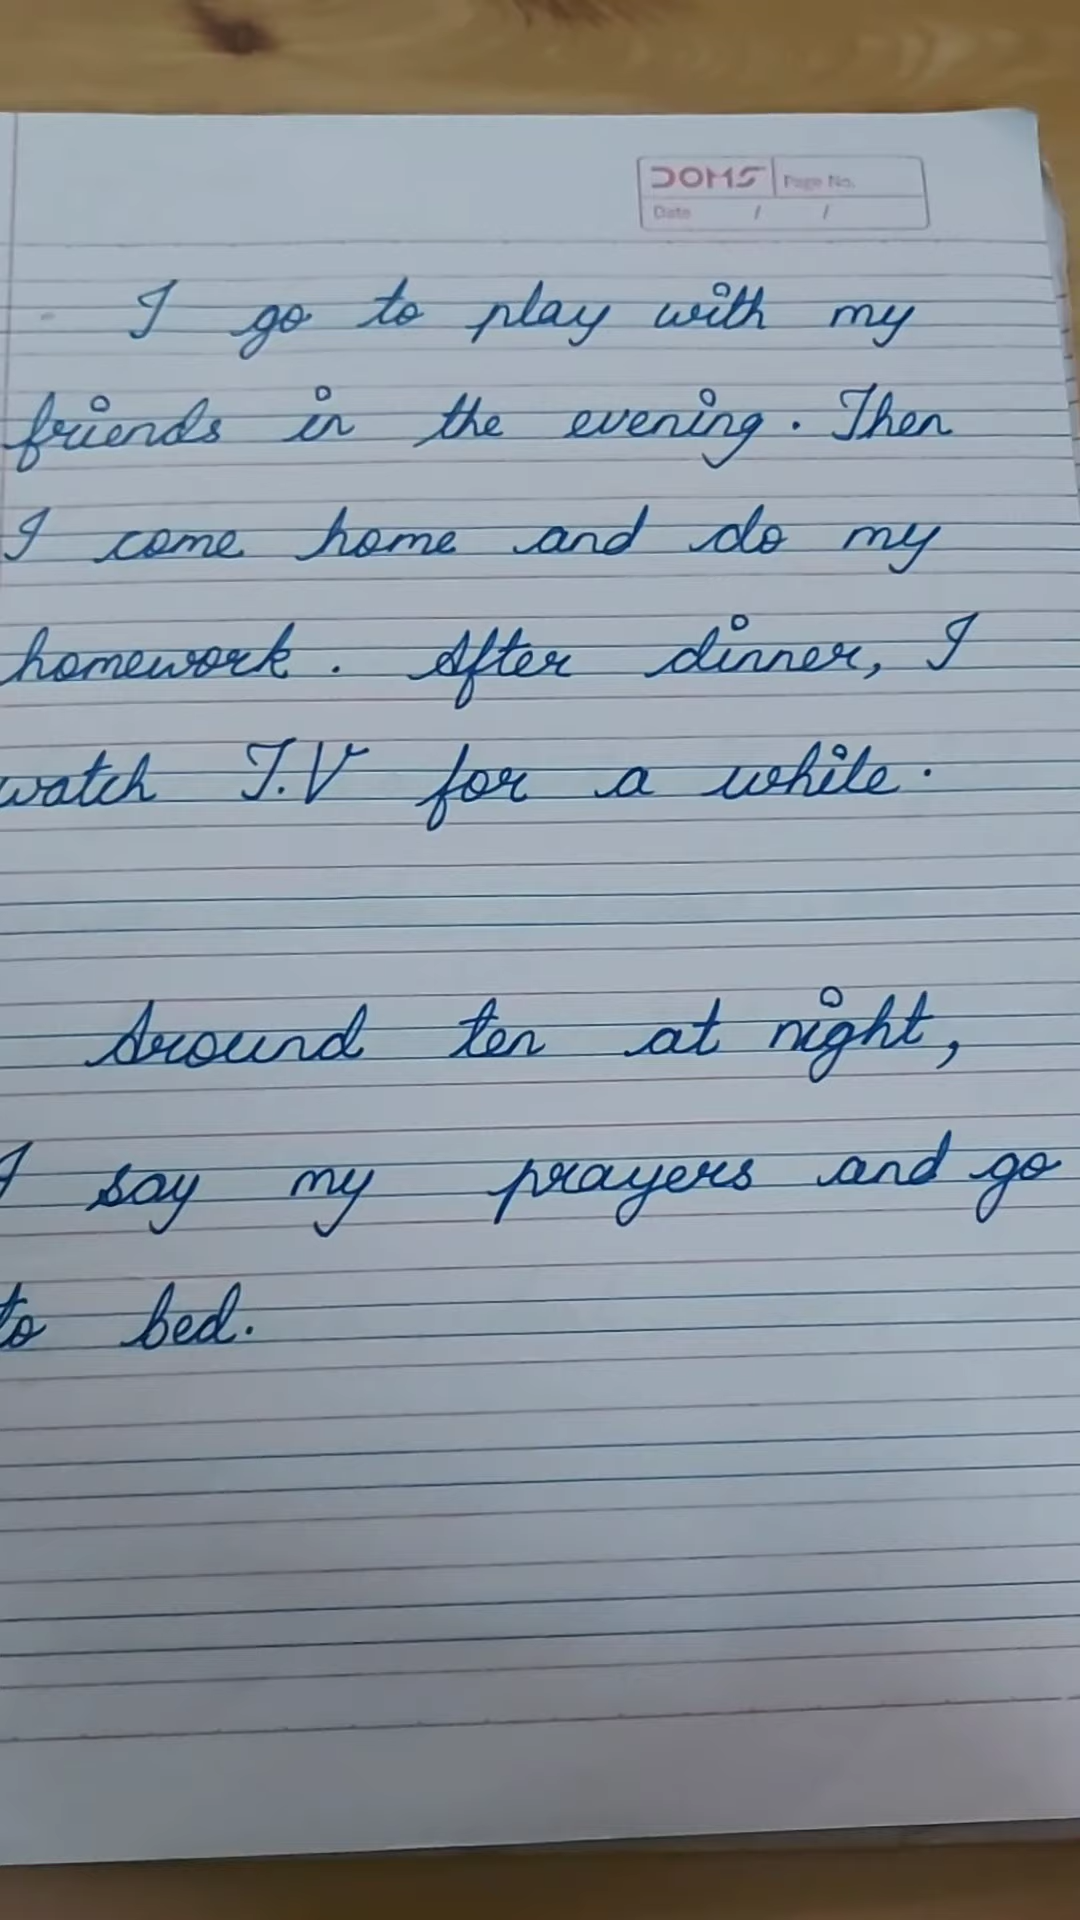 DOMS Page No.
Date / /
I go to play with my
friends in the evening. Then
I come home and do my
homework. After dinner, I
watch T.V for a while.
Around ten at night,
I say my prayers and go
to bed.